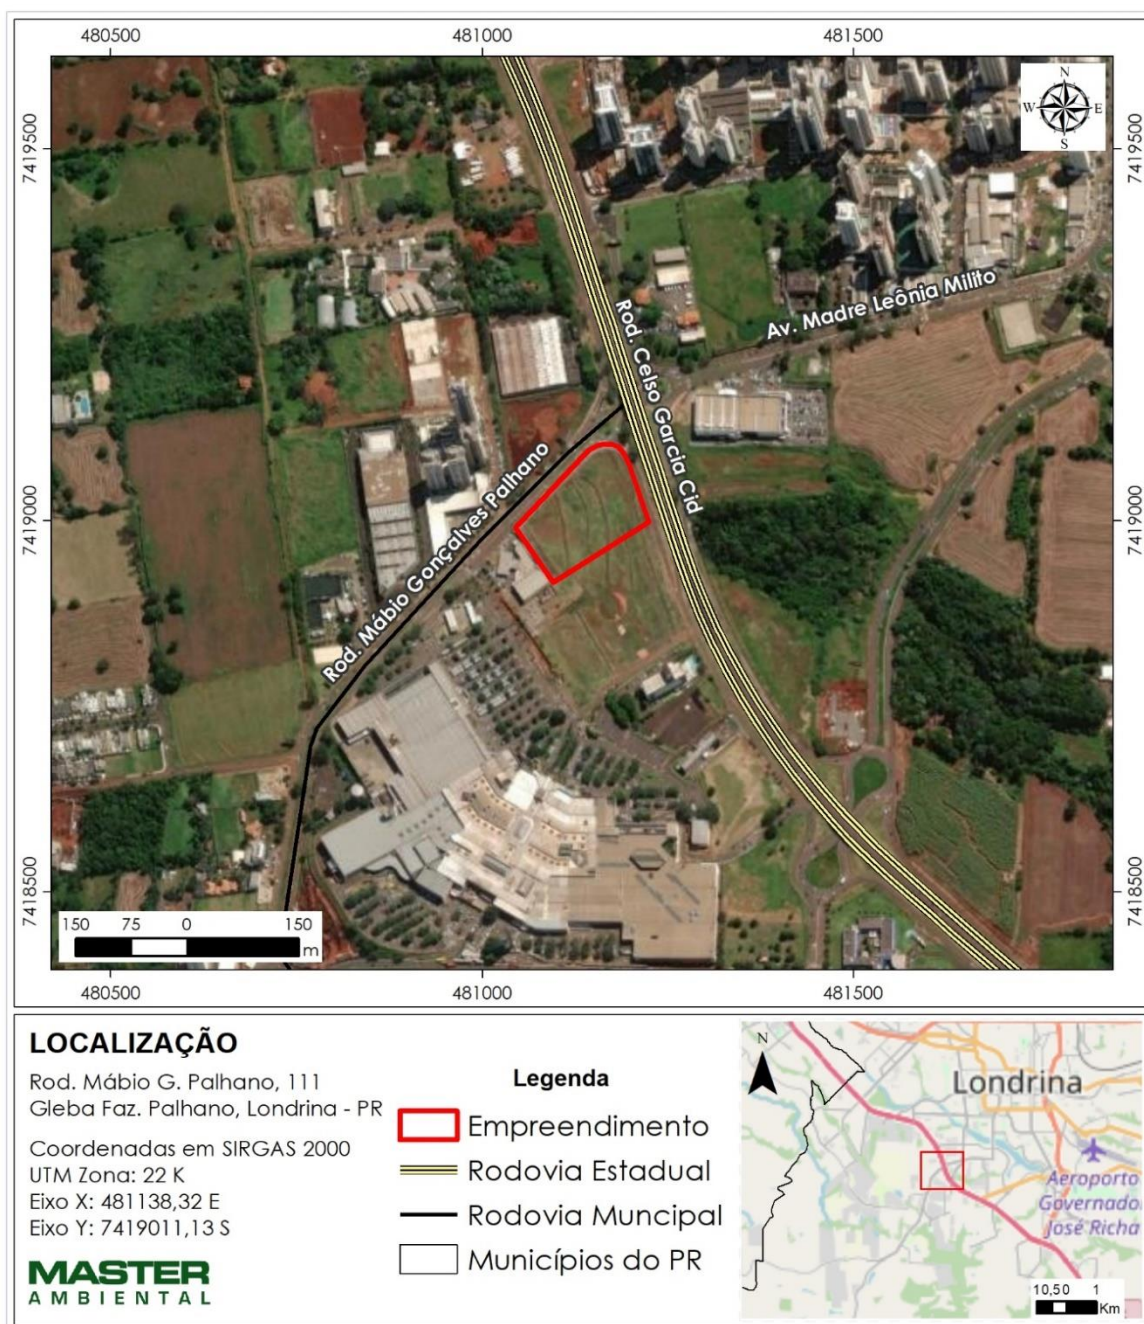 480500 481000 481500
N
W E
S
7419500 7419500
Av. Madre Leônia Milito
Rod. Celso Garcia Cid
Rod. Mábio Gonçalves Palhano
7419000 7419000
7418500 7418500
150 75 0 150
m
480500 481000 481500
LOCALIZAÇÃO
Rod. Mábio G. Palhano, 111
Gleba Faz. Palhano, Londrina - PR
Coordenadas em SIRGAS 2000
UTM Zona: 22 K
Eixo X: 481138,32 E
Eixo Y: 7419011,13 S
MASTER
AMBIENTAL
Legenda
Empreendimento
Rodovia Estadual
Rodovia Muncipal
Municípios do PR
N
Londrina
Aeroporto
Governado
José Richa
10,50 1
Km